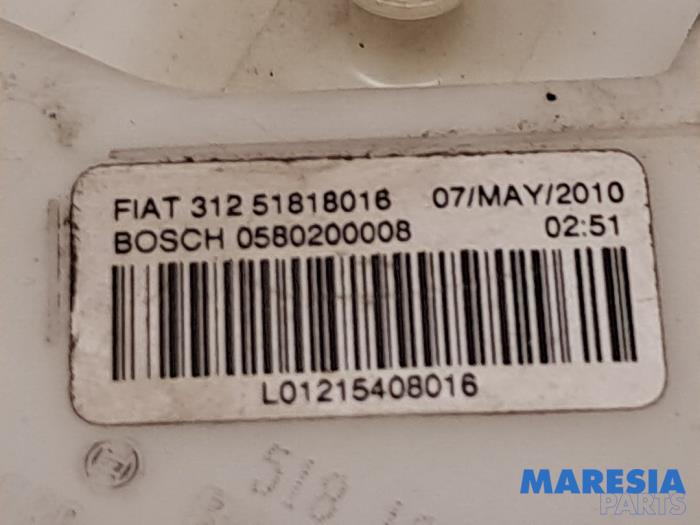 FIAT 312 51818016 07/MAY/2010
BOSCH 0580200008 02:51
L01215408016
MARESIA
PARTS